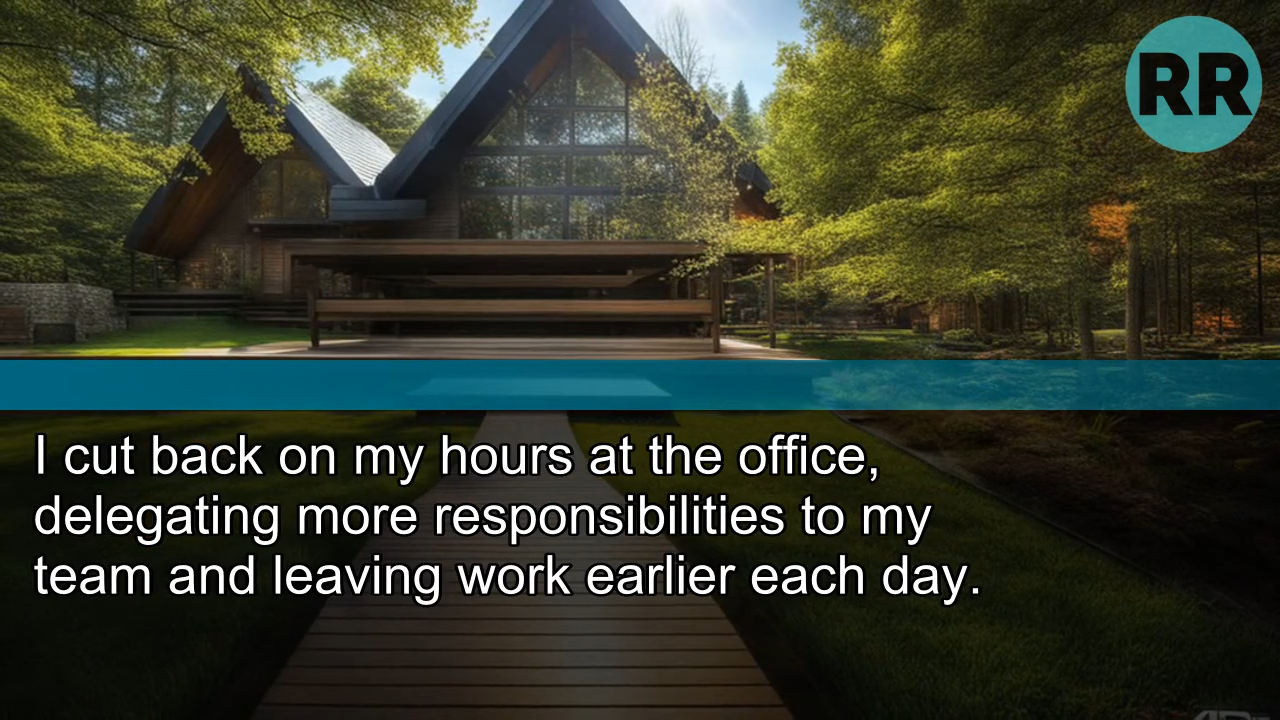 RR
I cut back on my hours at the office,
delegating more responsibilities to my
team and leaving work earlier each day.